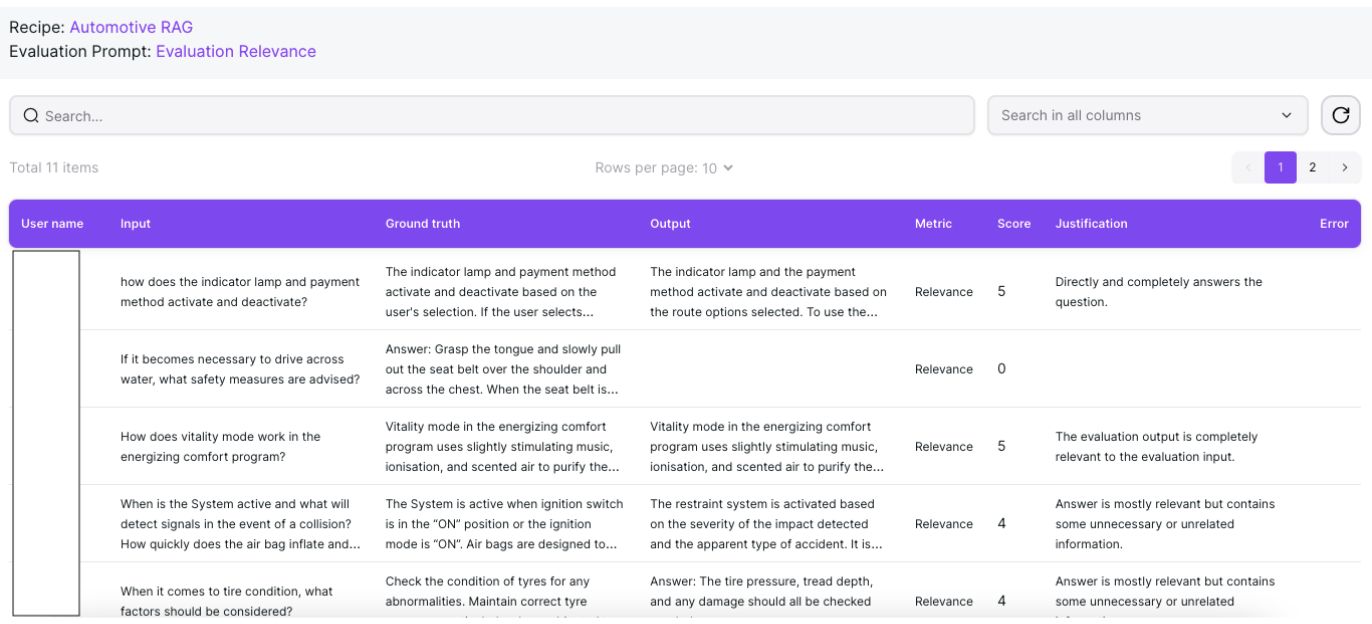 Recipe: Automotive RAG
Evaluation Prompt: Evaluation Relevance
Search...
Search in all columns
Total 11 items
Rows per page: 10
1
2
User name
Input
Ground truth
Output
Metric
Score
Justification
Error
how does the indicator lamp and payment
method activate and deactivate?
The indicator lamp and payment method
activate and deactivate based on the
user's selection. If the user selects...
The indicator lamp and the payment
method activate and deactivate based on
the route options selected. To use the...
Relevance
5
Directly and completely answers the
question.
If it becomes necessary to drive across
water, what safety measures are advised?
Answer: Grasp the tongue and slowly pull
out the seat belt over the shoulder and
across the chest. When the seat belt is...
Relevance
0
How does vitality mode work in the
energizing comfort program?
Vitality mode in the energizing comfort
program uses slightly stimulating music,
ionisation, and scented air to purify the...
Vitality mode in the energizing comfort
program uses slightly stimulating music,
ionisation, and scented air to purify the...
Relevance
5
The evaluation output is completely
relevant to the evaluation input.
When is the System active and what will
detect signals in the event of a collision?
How quickly does the air bag inflate and...
The System is active when ignition switch
is in the “ON” position or the ignition
mode is “ON”. Air bags are designed to...
The restraint system is activated based
on the severity of the impact detected
and the apparent type of accident. It is...
Relevance
4
Answer is mostly relevant but contains
some unnecessary or unrelated
information.
When it comes to tire condition, what
factors should be considered?
Check the condition of tyres for any
abnormalities. Maintain correct tyre
Answer: The tire pressure, tread depth,
and any damage should all be checked
Relevance
4
Answer is mostly relevant but contains
some unnecessary or unrelated